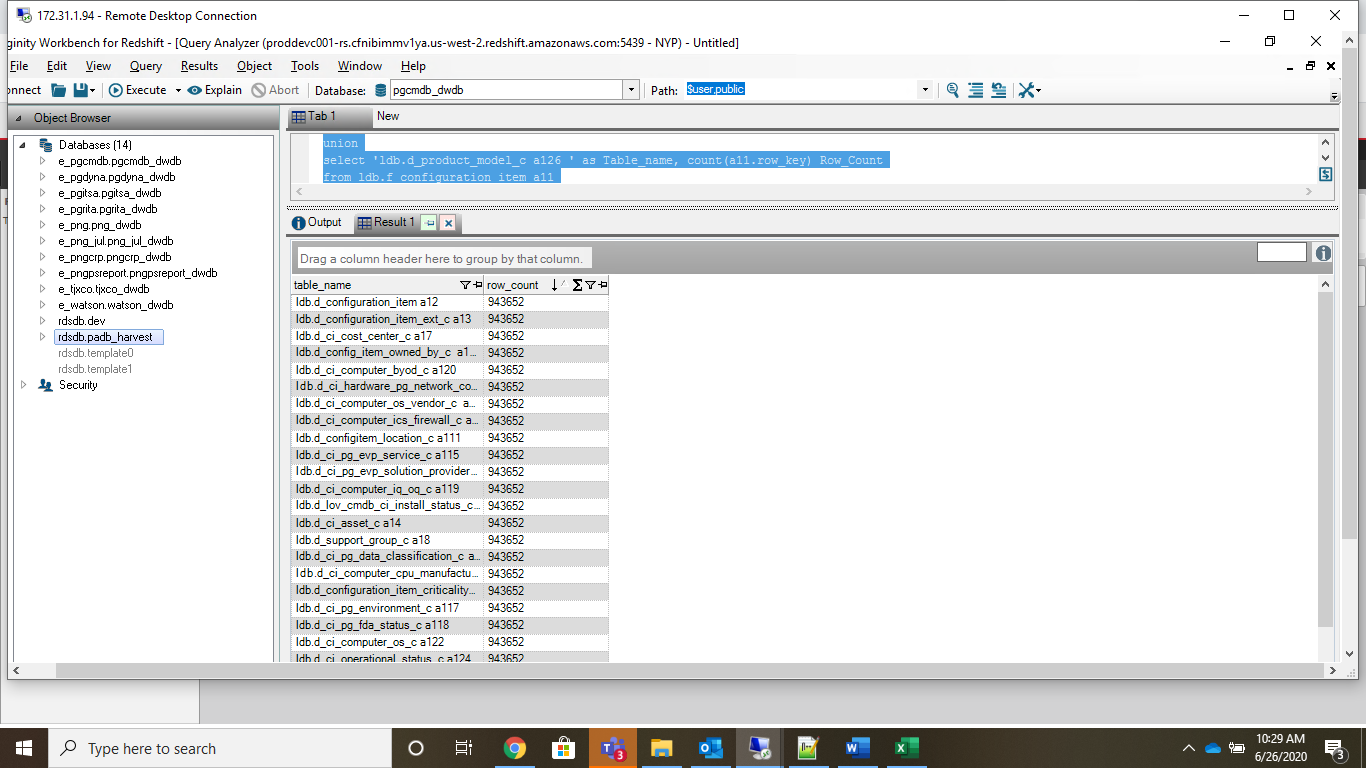 172.31.1.94 - Remote Desktop Connection
ginity Workbench for Redshift - [Query Analyzer (proddevc001-rs.cfnibimmv1ya.us-west-2.redshift.amazonaws.com:5439 - NYP) - Untitled]
File Edit View Query Results Object Tools Window Help
onnect Execute Explain Abort Database: pgcmdb_dwdb Path: $user,public
Object Browser
Databases (14)
e_pgcmdb.pgcmdb_dwdb
e_pgdyna.pgdyna_dwdb
e_pgitsa.pgitsa_dwdb
e_pgrita.pgrita_dwdb
e_png.png_dwdb
e_png_jul.png_jul_dwdb
e_pngcrp.pngcrp_dwdb
e_pngpsreport.pngpsreport_dwdb
e_tjxco.tjxco_dwdb
e_watson.watson_dwdb
rdsdb.dev
rdsdb.padb_harvest
rdsdb.template0
rdsdb.template1
Security
Tab 1 New
union
select 'ldb.d_product_model_c a126 ' as Table_name, count(a11.row_key) Row_Count
from ldb.f_configuration_item a11
Output Result 1
Drag a column header here to group by that column.
table_name row_count
ldb.d_configuration_item a12 943652
ldb.d_configuration_item_ext_c a13 943652
ldb.d_ci_cost_center_c a17 943652
ldb.d_config_item_owned_by_c a1... 943652
ldb.d_ci_computer_byod_c a120 943652
ldb.d_ci_hardware_pg_network_co... 943652
ldb.d_ci_computer_os_vendor_c a... 943652
ldb.d_ci_computer_ics_firewall_c a... 943652
ldb.d_configitem_location_c a111 943652
ldb.d_ci_pg_evp_service_c a115 943652
ldb.d_ci_pg_evp_solution_provider... 943652
ldb.d_ci_computer_iq_oq_c a119 943652
ldb.d_lov_cmdb_ci_install_status_c... 943652
ldb.d_ci_asset_c a14 943652
ldb.d_support_group_c a18 943652
ldb.d_ci_pg_data_classification_c a... 943652
ldb.d_ci_computer_cpu_manufactu... 943652
ldb.d_configuration_item_criticality... 943652
ldb.d_ci_pg_environment_c a117 943652
ldb.d_ci_pg_fda_status_c a118 943652
ldb.d_ci_computer_os_c a122 943652
ldb.d_ci_operational_status_c a124 943652
Type here to search
3
10:29 AM
6/26/2020
3